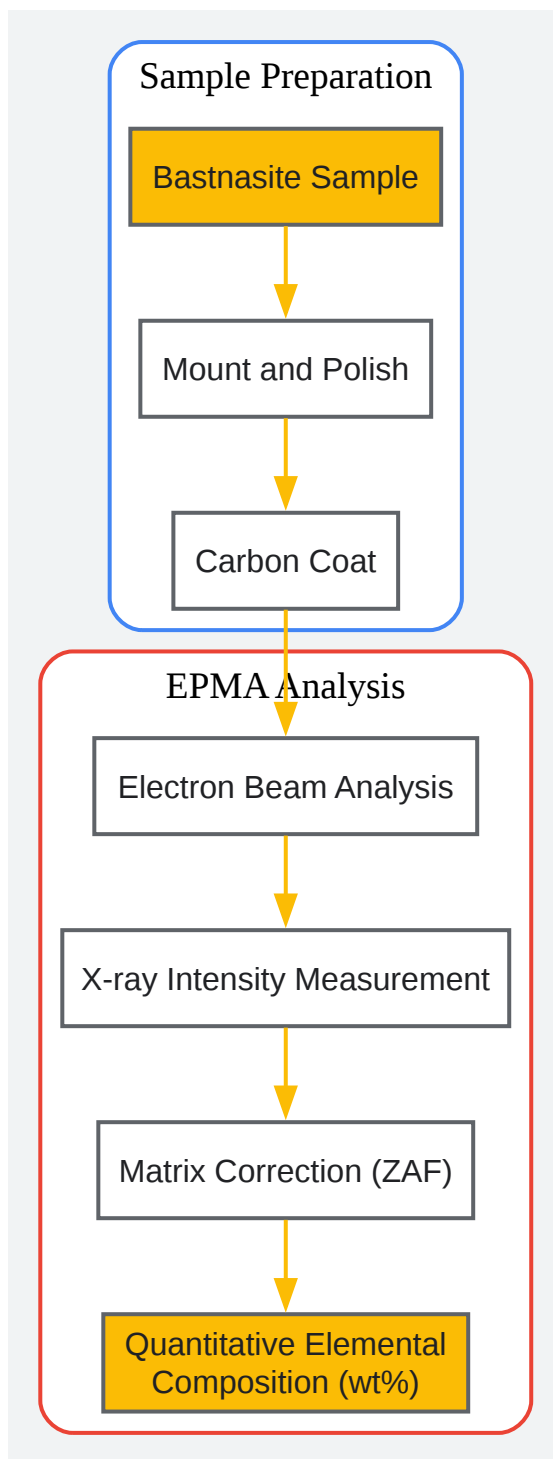 Sample Preparation
Bastnasite Sample
Mount and Polish
Carbon Coat
EPMA Analysis
Electron Beam Analysis
X-ray Intensity Measurement
Matrix Correction (ZAF)
Quantitative Elemental
Composition (wt%)